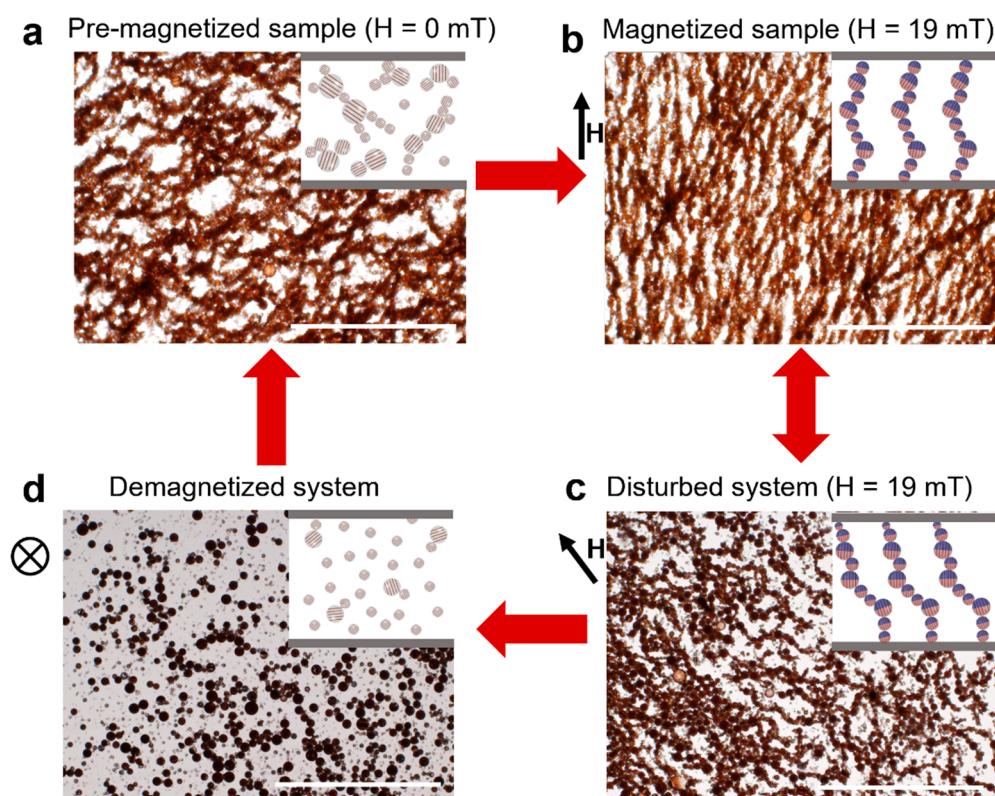 a Pre-magnetized sample (H = 0 mT)
b Magnetized sample (H = 19 mT)
H
d Demagnetized system
c Disturbed system (H = 19 mT)
H